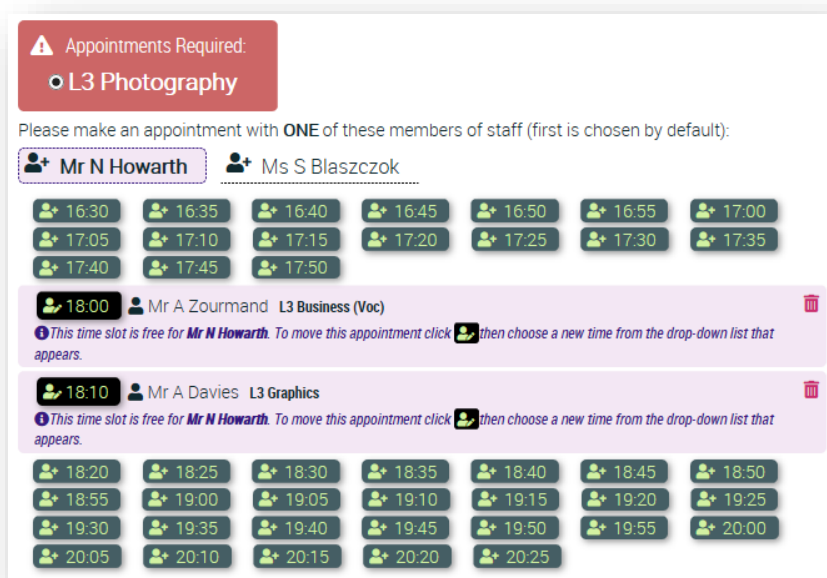 Appointments Required:
L3 Photography
Please make an appointment with ONE of these members of staff (first is chosen by default):
Mr N Howarth Ms S Blaszczok
16:30 16:35 16:40 16:45 16:50 16:55 17:00
17:05 17:10 17:15 17:20 17:25 17:30 17:35
17:40 17:45 17:50
18:00 Mr A Zourmand L3 Business (Voc)
This time slot is free for Mr N Howarth. To move this appointment click then choose a new time from the drop-down list that
appears.
18:10 Mr A Davies L3 Graphics
This time slot is free for Mr N Howarth. To move this appointment click then choose a new time from the drop-down list that
appears.
18:20 18:25 18:30 18:35 18:40 18:45 18:50
18:55 19:00 19:05 19:10 19:15 19:20 19:25
19:30 19:35 19:40 19:45 19:50 19:55 20:00
20:05 20:10 20:15 20:20 20:25